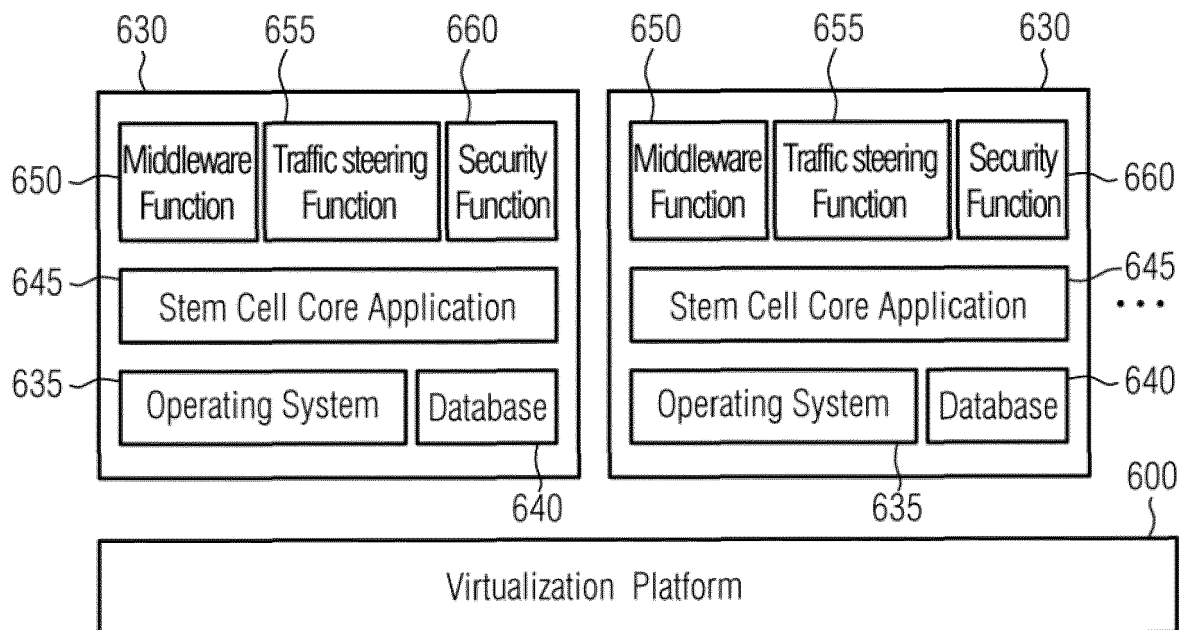 630 655 660 650 655 630
Middleware Function Traffic steering Function Security Function Middleware Function Traffic steering Function Security Function
650 660
645 Stem Cell Core Application Stem Cell Core Application 645
...
635 Operating System Database Operating System Database 640
640 635 600
Virtualization Platform